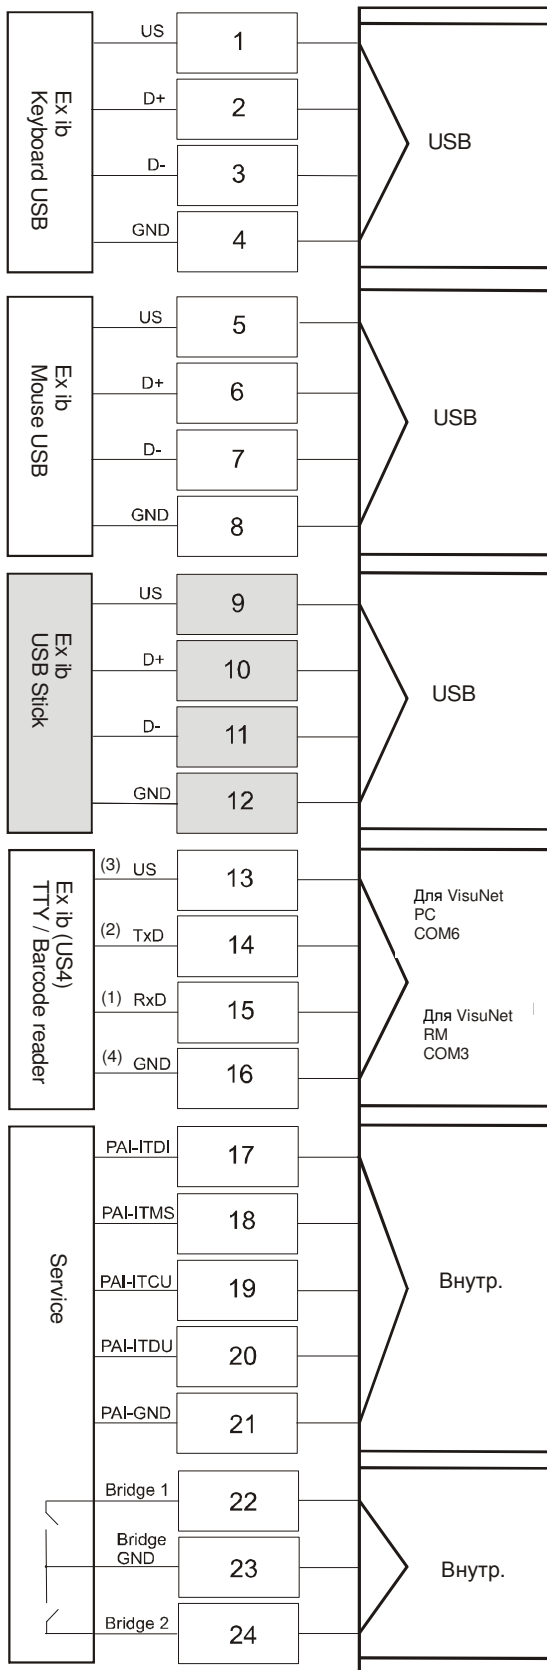 Ex ib
Keyboard USB
US 1
D+ 2
D- 3
GND 4
USB
Ex ib
Mouse USB
US 5
D+ 6
D- 7
GND 8
USB
Ex ib
USB Stick
US 9
D+ 10
D- 11
GND 12
USB
Ex ib (US4)
TTY / Barcode reader
(3) US 13
(2) TxD 14
(1) RxD 15
(4) GND 16
Для VisuNet
PC
COM6
Для VisuNet
RM
COM3
Service
PAI-ITDI 17
PAI-ITMS 18
PAI-ITCU 19
PAI-ITDU 20
PAI-GND 21
Внутр.
Bridge 1 22
Bridge
GND 23
Bridge 2 24
Внутр.